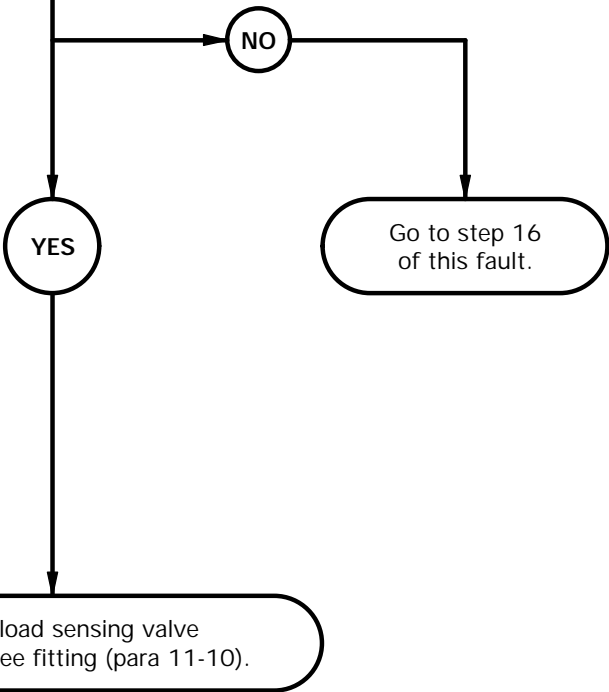 NO
YES
Go to step 16
of this fault.
load sensing valve
ee fitting (para 11-10).